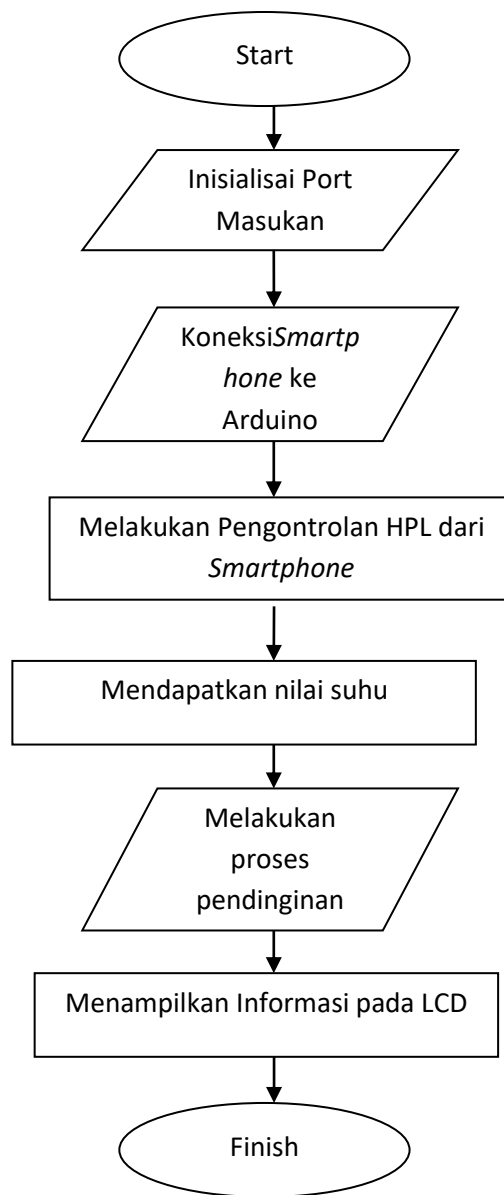 Start
Inisialisai Port
Masukan
KoneksiSmartp
hone ke
Arduino
Melakukan Pengontrolan HPL dari
Smartphone
Mendapatkan nilai suhu
Melakukan
proses
pendinginan
Menampilkan Informasi pada LCD
Finish